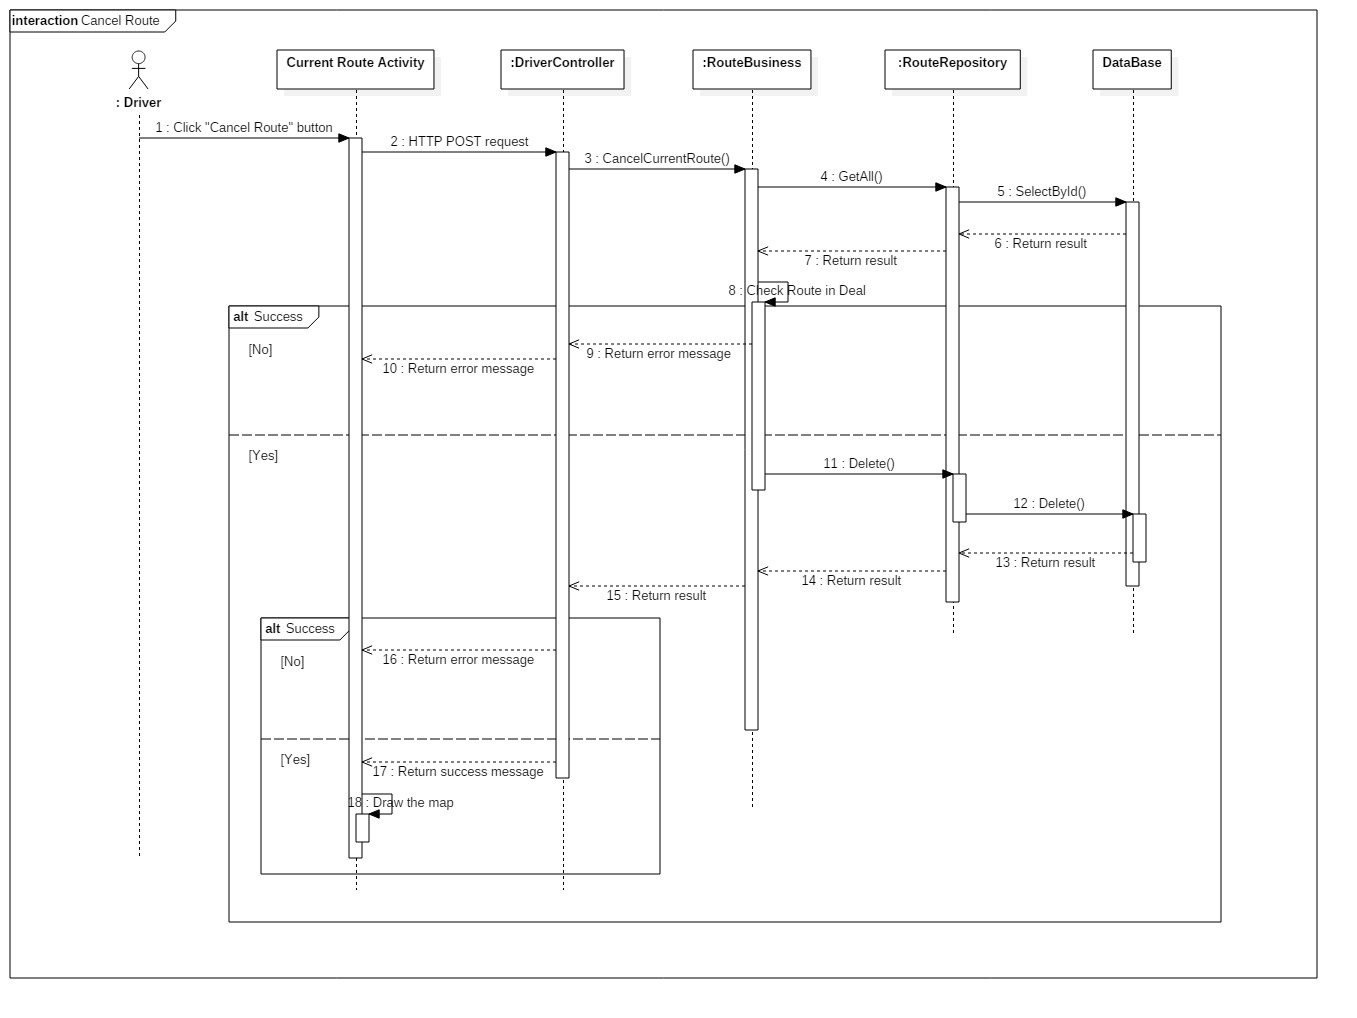 interaction Cancel Route
: Driver
Current Route Activity
:DriverController
:RouteBusiness
:RouteRepository
DataBase
1 : Click "Cancel Route" button
2 : HTTP POST request
3 : CancelCurrentRoute()
4 : GetAll()
5 : SelectById()
6 : Return result
7 : Return result
8 : Check Route in Deal
alt Success
[No]
9 : Return error message
10 : Return error message
[Yes]
11 : Delete()
12 : Delete()
13 : Return result
14 : Return result
15 : Return result
alt Success
[No]
16 : Return error message
[Yes]
17 : Return success message
18 : Draw the map